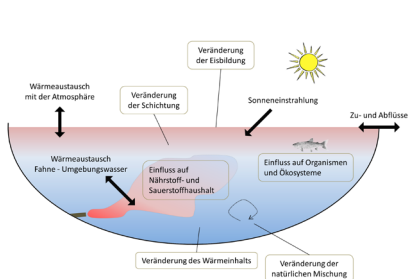 Veränderung
der Eisbildung
Wärmeaustausch
mit der Atmosphäre
Veränderung
der Schichtung
Sonneneinstrahlung
Zu- und Abflüsse
Wärmeaustausch
Fahne - Umgebungswasser
Einfluss auf
Nährstoff- und
Sauerstoffhaushalt
Einfluss auf Organismen
und Ökosysteme
Veränderung des Wärmeinhalts
Veränderung der
natürlichen Mischung